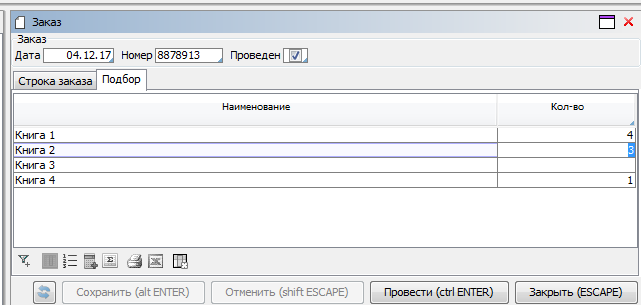 Заказ
Заказ
Дата 04.12.17 Номер 8878913 Проведен
Строка заказа Подбор
Наименование Кол-во
Книга 1 4
Книга 2 3
Книга 3
Книга 4 1
Сохранить (alt ENTER) Отменить (shift ESCAPE) Провести (ctrl ENTER) Закрыть (ESCAPE)